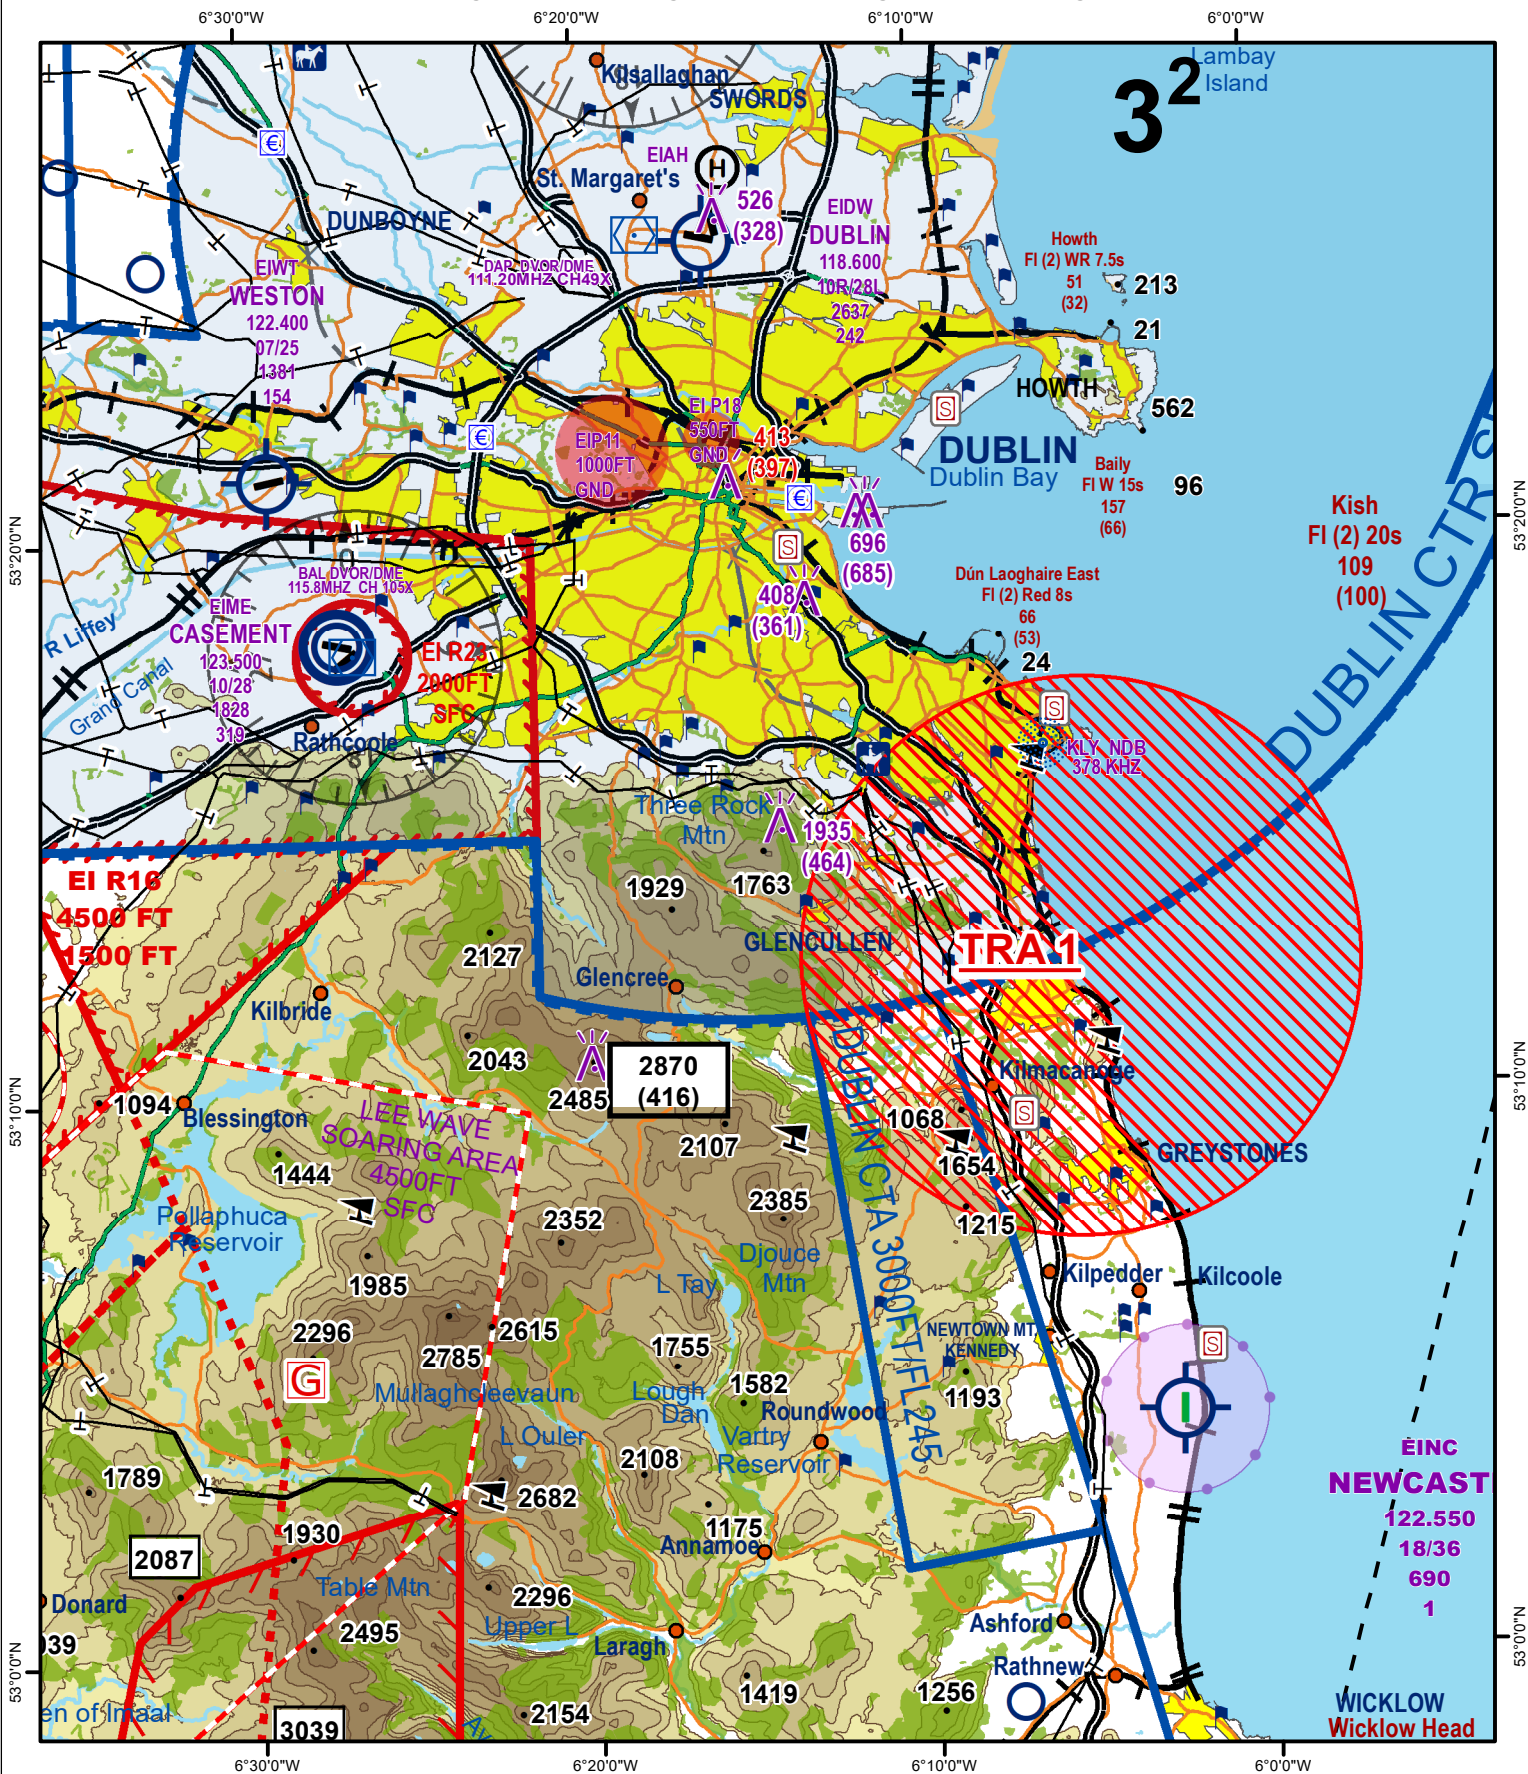 6°30'0"W
6°20'0"W
6°10'0"W
6°0'0"W
Lambay
Island
3²
Kilsallaghan
SWORDS
EIAH
H
St. Margaret's
526
(328)
EIDW
DUBLIN
118.600
10R/28L
2637
242
DUNBOYNE
DAP DVOR/DME
111.20MHZ CH49X
EIWT
WESTON
122.400
07/25
1381
154
Howth
Fl (2) WR 7.5s
51
(32)
213
21
HOWTH
562
EI P18
550FT
GND
413
(397)
EIP11
1000FT
GND
S
DUBLIN
Dublin Bay
Baily
Fl W 15s
157
(66)
96
Kish
Fl (2) 20s
109
(100)
€
€
€
53°20'0"N
53°20'0"N
696
(685)
S
408
(361)
Dún Laoghaire East
Fl (2) Red 8s
66
(53)
24
BAL DVOR/DME
115.8MHZ CH 105X
EIME
CASEMENT
123.500
10/28
1828
319
R Liffey
Grand Canal
EI R23
2000FT
SFC
Rathcoole
DUBLIN CTR SF
S
KLY NDB
378 KHZ
Three Rock
Mtn
1935
(464)
EI R16
4500 FT
1500 FT
1929
1763
2127
GLENCULLEN
TRA 1
Glencree
Kilbride
2043
2485
2870
(416)
Kilmacanoge
53°10'0"N
53°10'0"N
1094
Blessington
LEE WAVE
SOARING AREA
4500FT
SFC
2107
1068
S
1654
GREYSTONES
1444
2385
1215
Pollaphuca
Reservoir
2352
Djouce
Mtn
DUBLIN CTA 3000FT/FL245
1985
L Tay
Kilpedder
Kilcoole
2296
2615
2785
1755
NEWTOWN MT.
KENNEDY
S
G
Mullaghcleevaun
Lough
Dan
1582
Roundwood
1193
L Ouler
Vartry
Reservoir
2108
1789
2682
EINC
NEWCAST
122.550
18/36
690
1
1930
1175
Annamoe
2087
Table Mtn
2296
Donard
Upper L
Ashford
039
2495
Laragh
Rathnew
53°0'0"N
53°0'0"N
1419
1256
en of Imaal
3039
2154
Av
WICKLOW
Wicklow Head
6°30'0"W
6°20'0"W
6°10'0"W
6°0'0"W